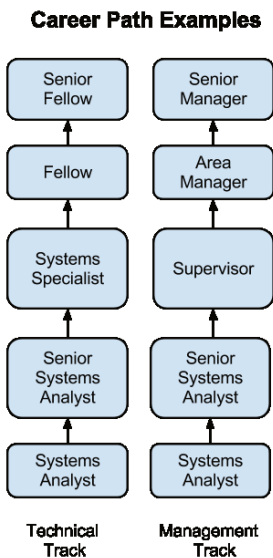 Career Path Examples
Senior
Fellow
Fellow
Systems
Specialist
Senior
Systems
Analyst
Systems
Analyst
Technical
Track
Senior
Manager
Area
Manager
Supervisor
Senior
Systems
Analyst
Systems
Analyst
Management
Track